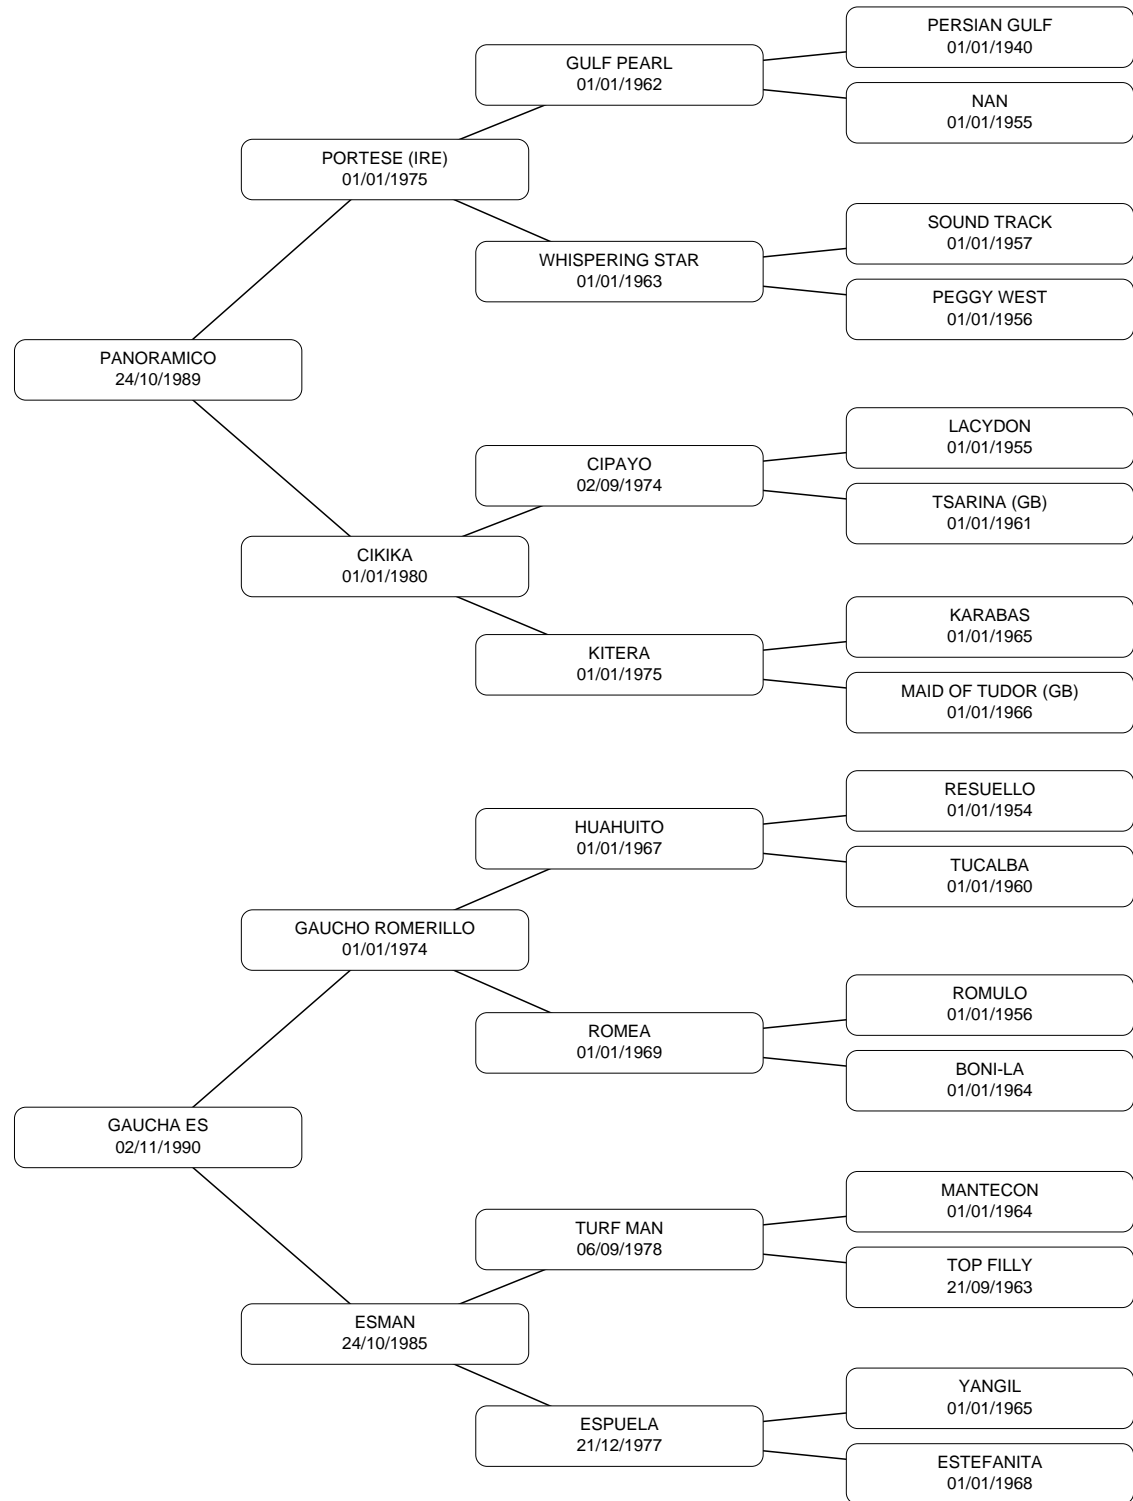 PERSIAN GULF
01/01/1940
GULF PEARL
01/01/1962
NAN
01/01/1955
PORTESE (IRE)
01/01/1975
SOUND TRACK
01/01/1957
WHISPERING STAR
01/01/1963
PEGGY WEST
01/01/1956
PANORAMICO
24/10/1989
LACYDON
01/01/1955
CIPAYO
02/09/1974
TSARINA (GB)
01/01/1961
CIKIKA
01/01/1980
KARABAS
01/01/1965
KITERA
01/01/1975
MAID OF TUDOR (GB)
01/01/1966
RESUELLO
01/01/1954
HUAHUITO
01/01/1967
TUCALBA
01/01/1960
GAUCHO ROMERILLO
01/01/1974
ROMULO
01/01/1956
ROMEA
01/01/1969
BONI-LA
01/01/1964
GAUCHA ES
02/11/1990
MANTECON
01/01/1964
TURF MAN
06/09/1978
TOP FILLY
21/09/1963
ESMAN
24/10/1985
YANGIL
01/01/1965
ESPUELA
21/12/1977
ESTEFANITA
01/01/1968